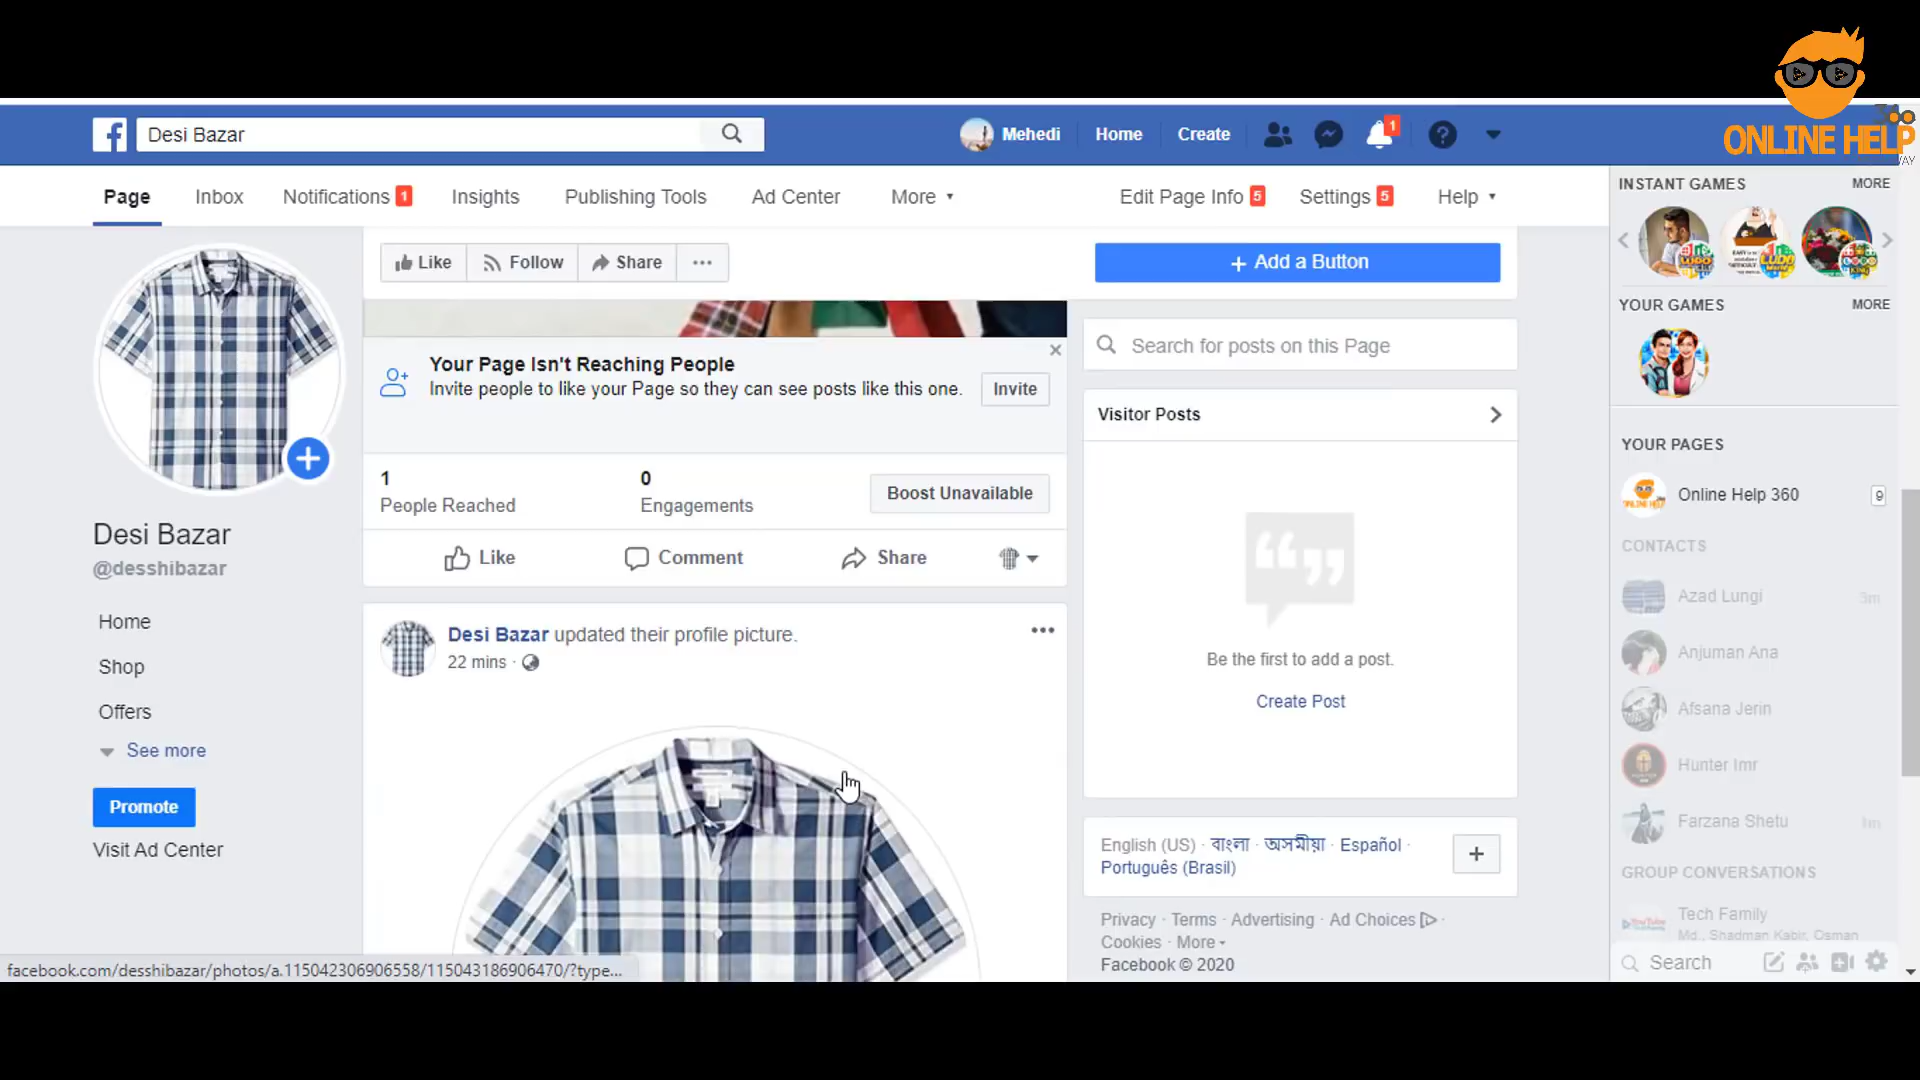 ONLINE HELP
Desi Bazar
Mehedi
Home
Create
1
Page
Inbox
Notifications 1
Insights
Publishing Tools
Ad Center
More
Edit Page Info 5
Settings 5
Help
Like
Follow
Share
+ Add a Button
Your Page Isn't Reaching People
Invite people to like your Page so they can see posts like this one.
Invite
1
People Reached
0
Engagements
Boost Unavailable
Like
Comment
Share
Desi Bazar
@desshibazar
Home
Shop
Offers
See more
Promote
Visit Ad Center
Desi Bazar updated their profile picture.
22 mins ·
Search for posts on this Page
Visitor Posts
Be the first to add a post.
Create Post
English (US) · বাংলা · অসমীয়া · Español ·
Português (Brasil)
Privacy · Terms · Advertising · Ad Choices ·
Cookies · More
Facebook © 2020
INSTANT GAMES
MORE
YOUR GAMES
MORE
YOUR PAGES
Online Help 360
9
CONTACTS
Azad Lungi
3m
Anjuman Ana
Afsana Jerin
Hunter Imr
Farzana Shetu
GROUP CONVERSATIONS
Tech Family
Md., Shadman Kabir, Osman
Search
facebook.com/desshibazar/photos/a.115042306906558/115043186906470/?type...